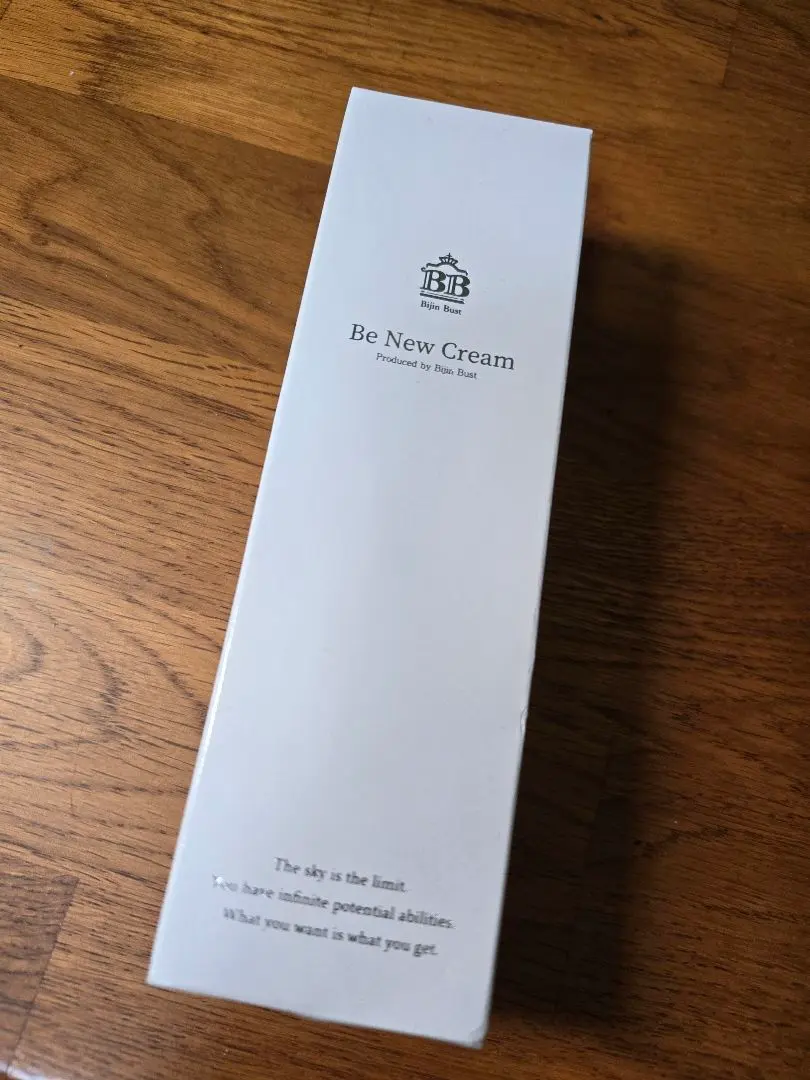 BB
Bijin Bust
Be New Cream
Produced by Bijin Bust
The sky is the limit.
You have infinite potential abilities.
What you want is what you get.